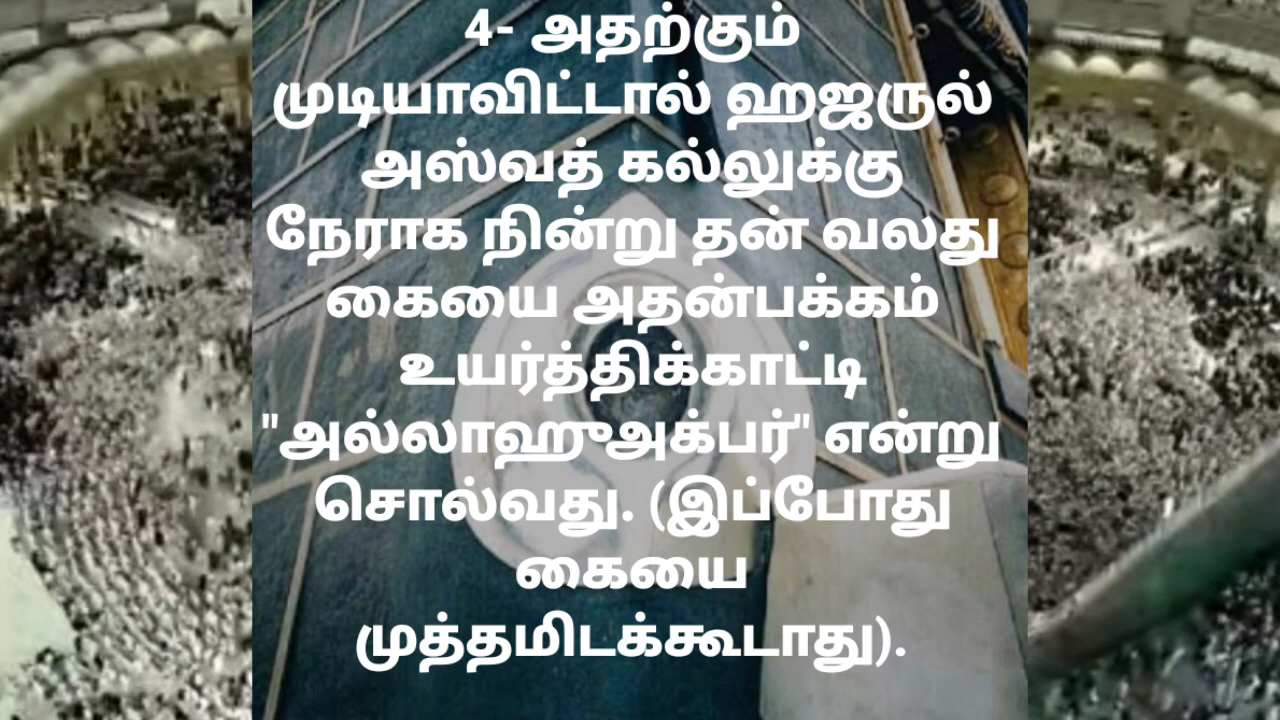 4- அதற்கும்
முடியாவிட்டால் ஹஜருல்
அஸ்வத் கல்லுக்கு
நேராக நின்று தன் வலது
கையை அதன்பக்கம்
உயர்த்திக்காட்டி
"அல்லாஹுஅக்பர்" என்று
சொல்வது. (இப்போது
கையை
முத்தமிடக்கூடாது).